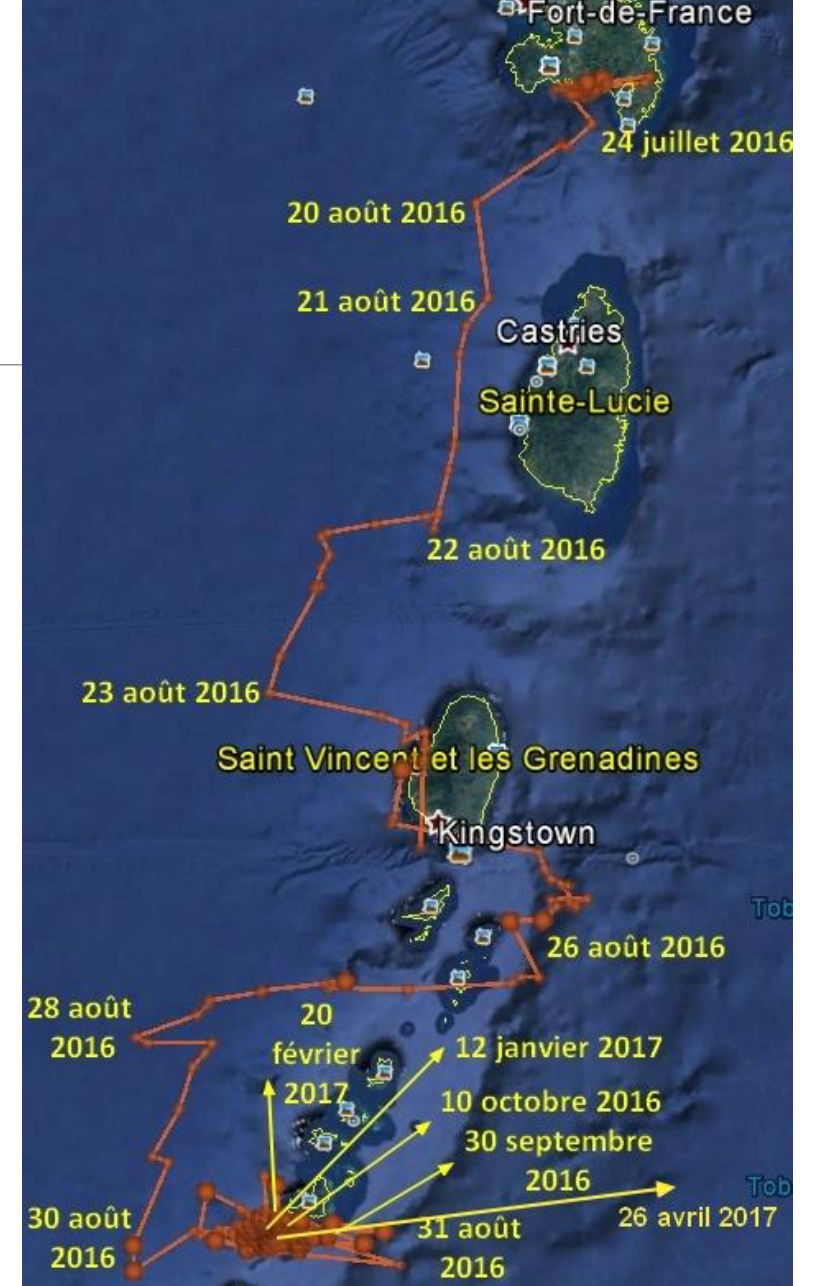 Fort-de-France
24 juillet 2016
20 août 2016
21 août 2016
Castries
Sainte-Lucie
22 août 2016
23 août 2016
Saint Vincent et les Grenadines
Kingstown
Tob
26 août 2016
28 août
2016
20
février
2017
12 janvier 2017
10 octobre 2016
30 septembre
2016
Tob
26 avril 2017
30 août
2016
31 août
2016